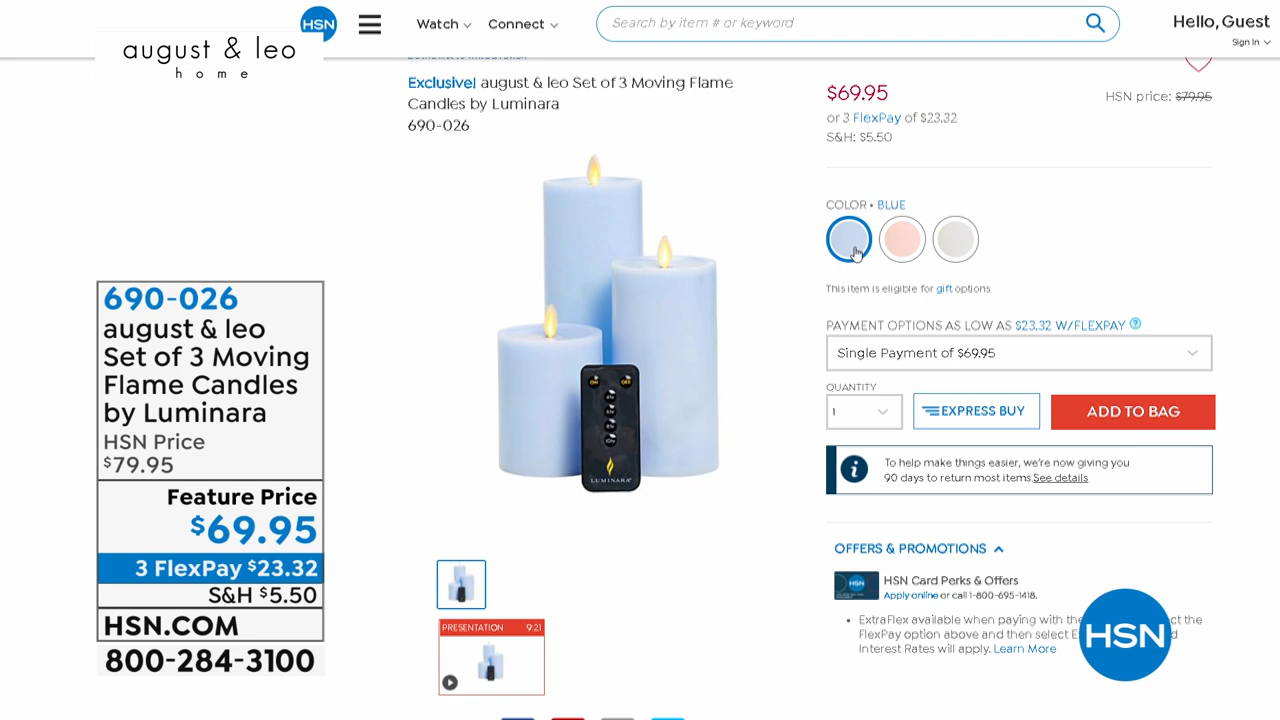 HSN
Watch
Connect
Search by item # or keyword
Hello, Guest
Sign In
august & leo
home
Exclusive! august & leo Set of 3 Moving Flame
Candles by Luminara
690-026
$69.95
HSN price: $79.95
or 3 FlexPay of $23.32
S&H: $5.50
COLOR • BLUE
This item is eligible for gift options.
PAYMENT OPTIONS AS LOW AS $23.32 W/FLEXPAY ?
Single Payment of $69.95
QUANTITY
1
EXPRESS BUY
ADD TO BAG
i
To help make things easier, we're now giving you
90 days to return most items.See details
OFFERS & PROMOTIONS
HSN
HSN Card Perks & Offers
Apply online or call 1-800-695-1418.
• ExtraFlex available when paying with the
FlexPay option above and then select
Interest Rates will apply. Learn More
HSN
ON
OFF
4hr
6hr
8hr
10hr
LUMINARA
PRESENTATION 9:21
690-026
august & leo
Set of 3 Moving
Flame Candles
by Luminara
HSN Price
$79.95
Feature Price
$69.95
3 FlexPay $23.32
S&H $5.50
HSN.COM
800-284-3100